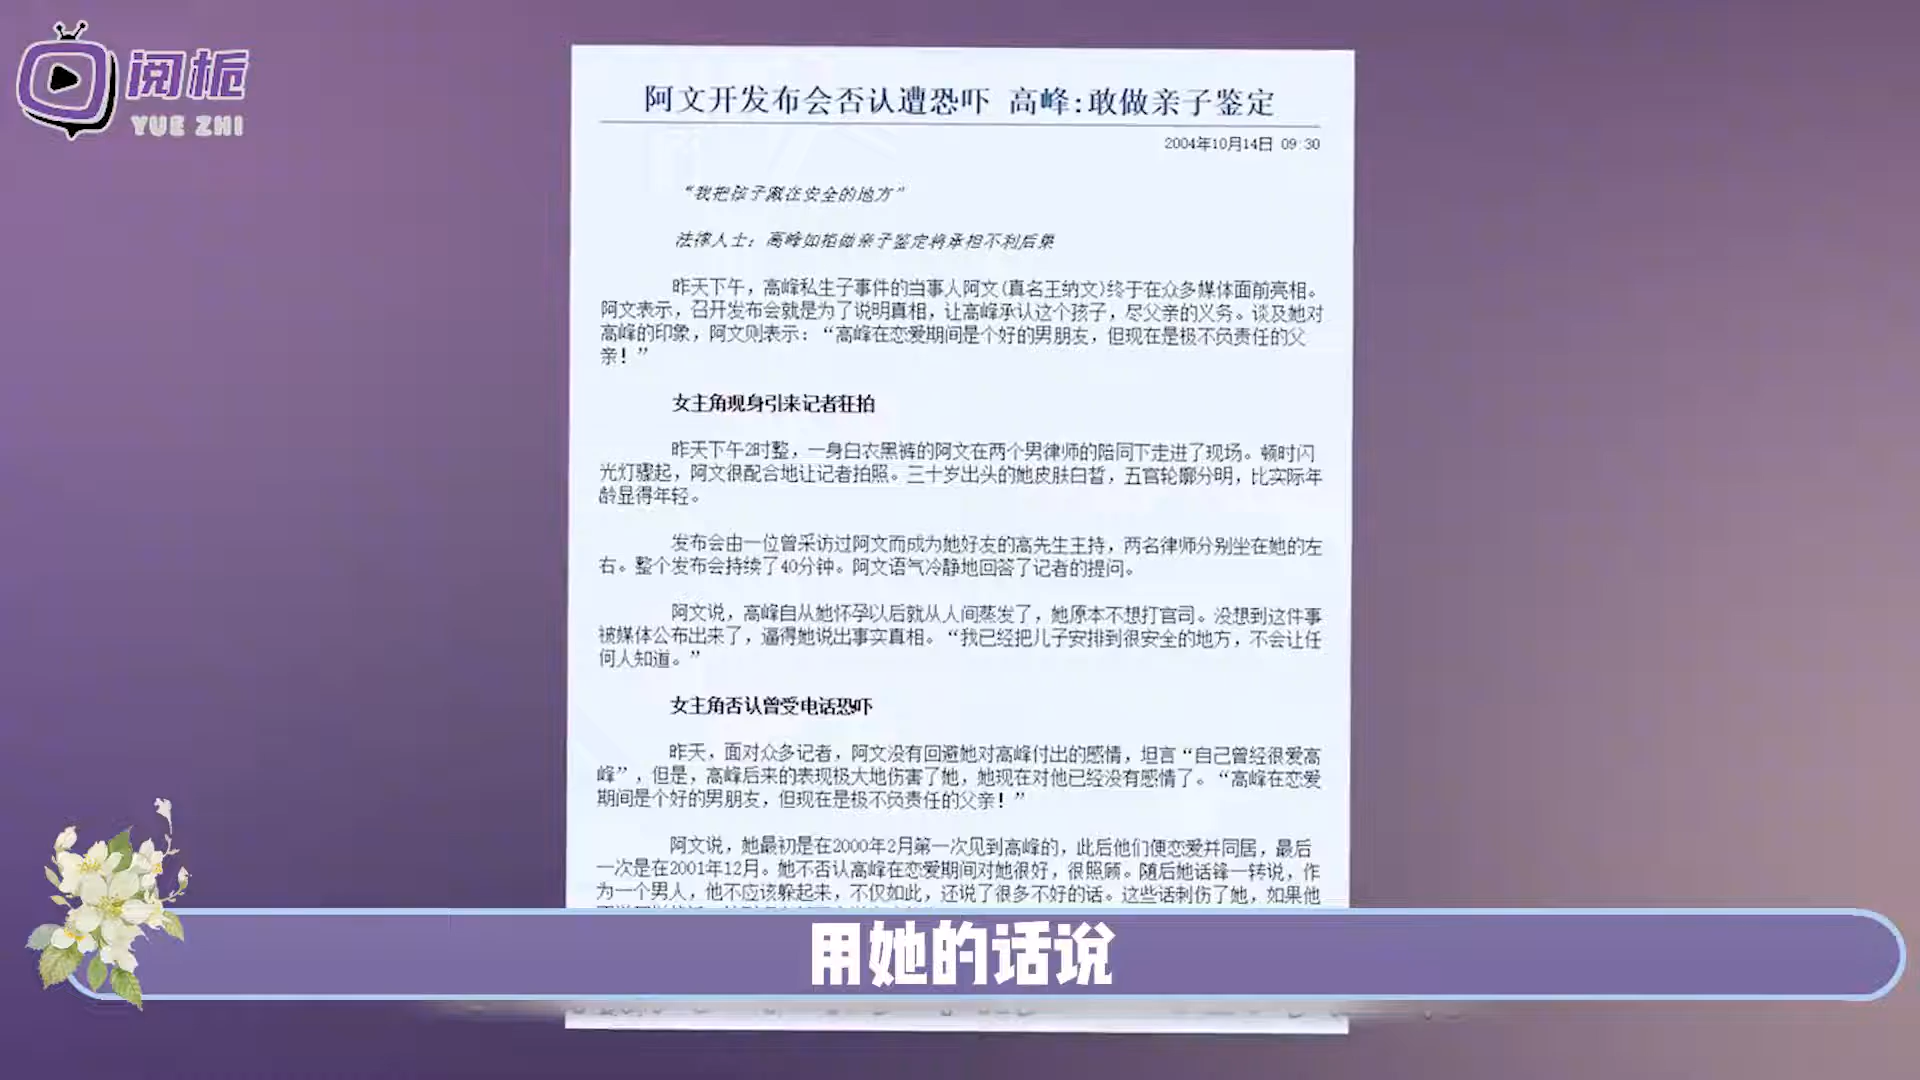 阅栀
YUE ZHI
阿文开发布会否认遭恐吓 高峰:敢做亲子鉴定
2004年10月14日 09:30
“我把孩子藏在安全的地方”
法律人士：高峰如拒做亲子鉴定将承担不利后果
昨天下午，高峰私生子事件的当事人阿文(真名王纳文)终于在众多媒体面前亮相。
阿文表示，召开发布会就是为了说明真相，让高峰承认这个孩子，尽父亲的义务。谈及她对
高峰的印象，阿文则表示：“高峰在恋爱期间是个好的男朋友，但现在是极不负责任的父
亲！”
女主角现身引来记者狂拍
昨天下午2时整，一身白衣黑裤的阿文在两个男律师的陪同下走进了现场。顿时闪
光灯骤起，阿文很配合地让记者拍照。三十岁出头的她皮肤白皙，五官轮廓分明，比实际年
龄显得年轻。
发布会由一位曾采访过阿文而成为她好友的高先生主持，两名律师分别坐在她的左
右。整个发布会持续了40分钟。阿文语气冷静地回答了记者的提问。
阿文说，高峰自从她怀孕以后就从人间蒸发了，她原本不想打官司。没想到这件事
被媒体公布出来了，逼得她说出事实真相。“我已经把儿子安排到很安全的地方，不会让任
何人知道。”
女主角否认曾受电话恐吓
昨天，面对众多记者，阿文没有回避她对高峰付出的感情，坦言“自己曾经很爱高
峰”，但是，高峰后来的表现极大地伤害了她，她现在对他已经没有感情了。“高峰在恋爱
期间是个好的男朋友，但现在是极不负责任的父亲！”
阿文说，她最初是在2000年2月第一次见到高峰的，此后他们便恋爱并同居，最后
一次是在2001年12月。她不否认高峰在恋爱期间对她很好，很照顾。随后她话锋一转说，作
为一个男人，他不应该躲起来，不仅如此，还说了很多不好的话。这些话刺伤了她，如果他
用她的话说